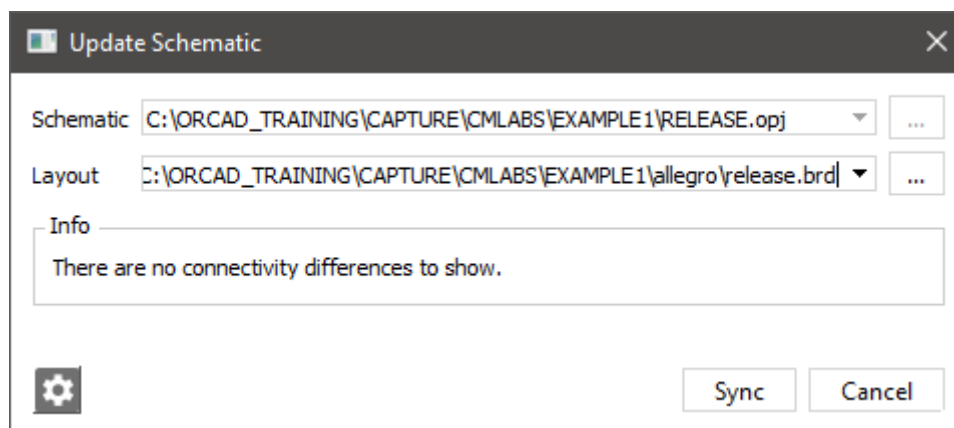 Update Schematic
Schematic C:\ORCAD_TRAINING\CAPTURE\CMLABS\EXAMPLE1\RELEASE.opj ...
Layout C:\ORCAD_TRAINING\CAPTURE\CMLABS\EXAMPLE1\allegro\release.brd ...
Info
There are no connectivity differences to show.
Sync Cancel